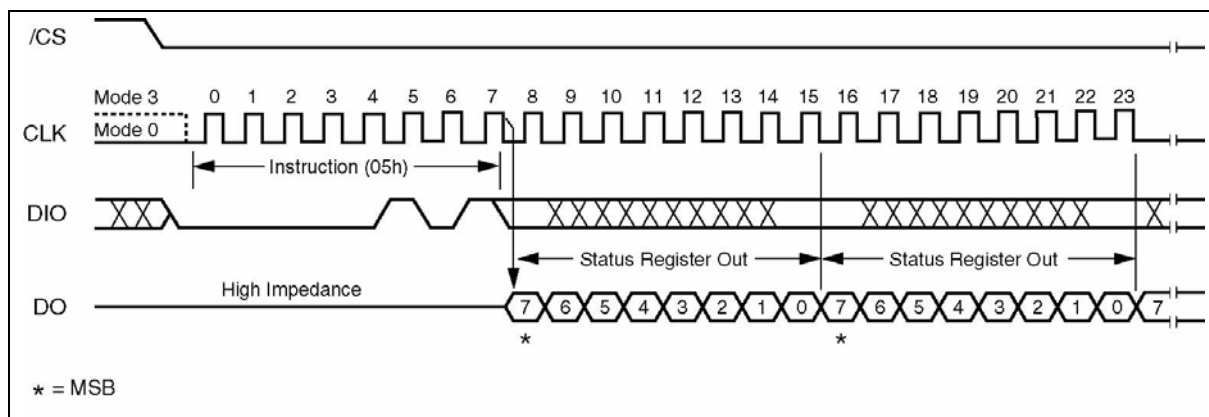 /CS
Mode 3 0 1 2 3 4 5 6 7 8 9 10 11 12 13 14 15 16 17 18 19 20 21 22 23
CLK Mode 0
Instruction (05h)
DIO
Status Register Out Status Register Out
High Impedance
DO 7 6 5 4 3 2 1 0 7 6 5 4 3 2 1 0 7
* *
* = MSB